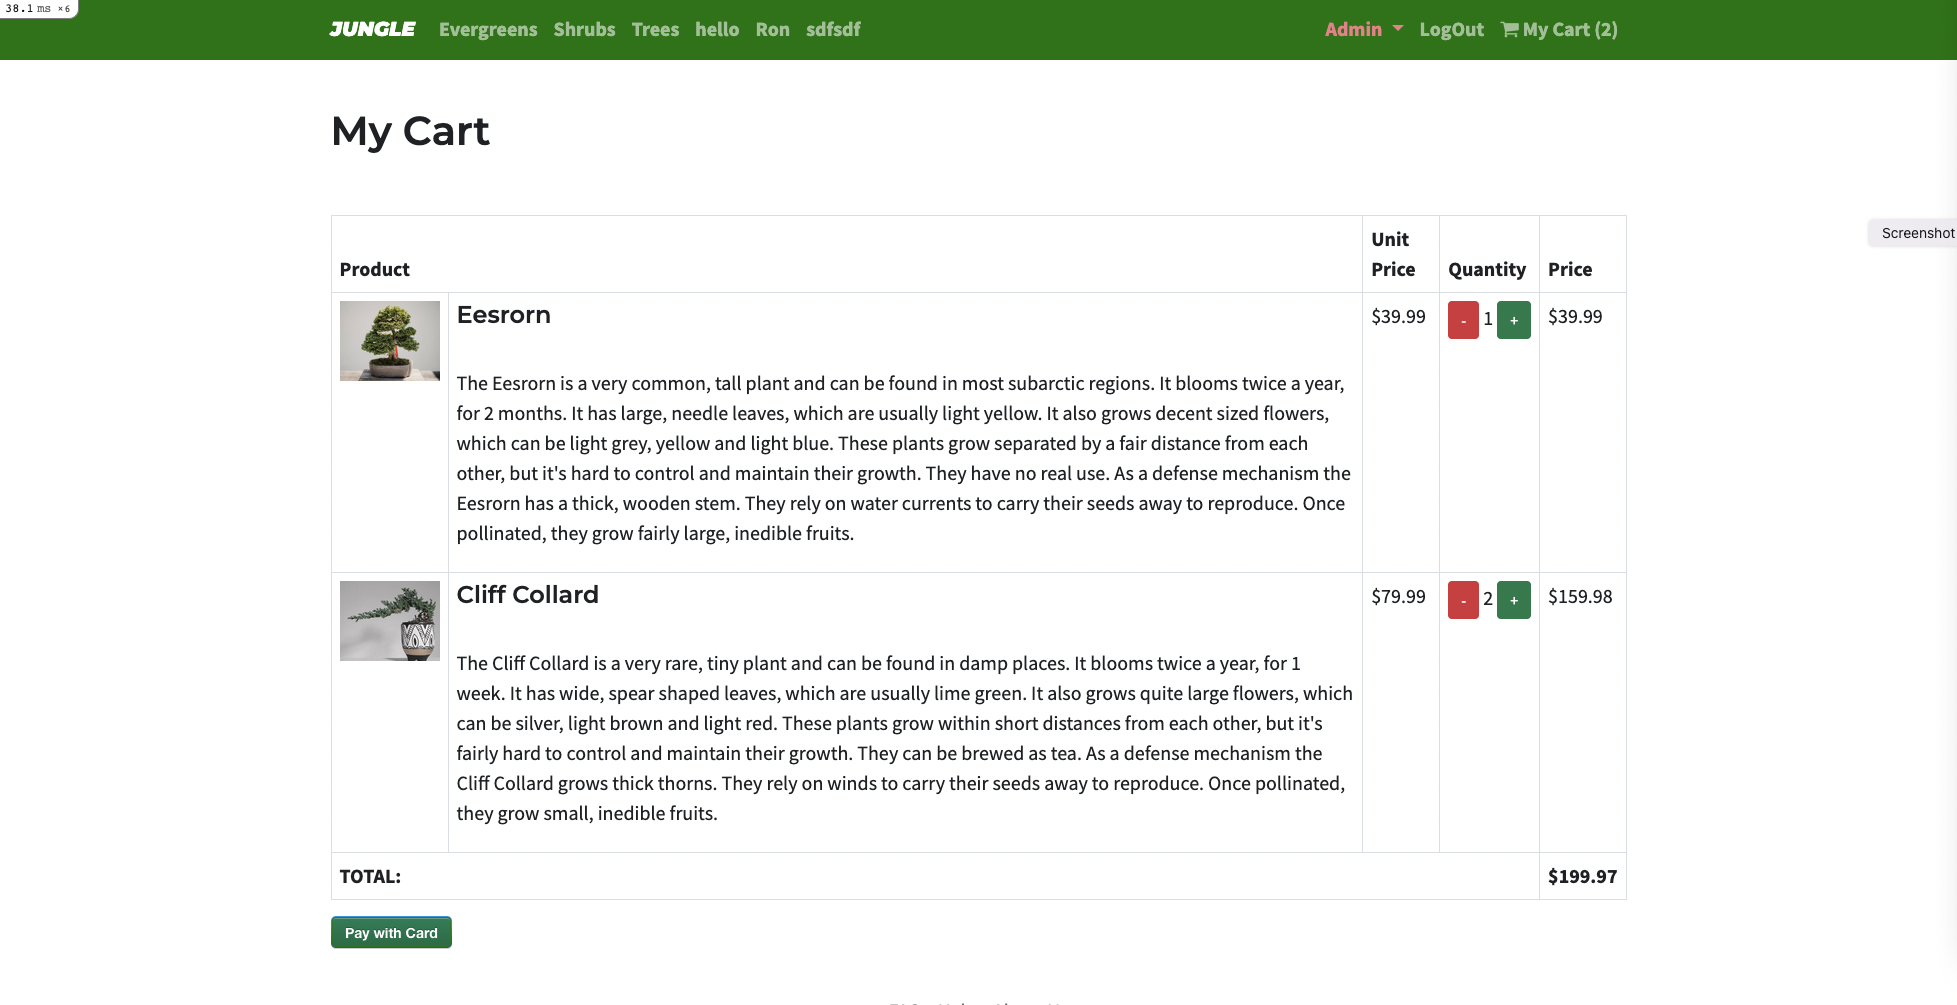 38.1 ms ×6
JUNGLE Evergreens Shrubs Trees hello Ron sdfsdf Admin LogOut My Cart (2)
My Cart
Screenshot
Product Unit Price Quantity Price
Eesrorn $39.99 - 1 + $39.99
The Eesrorn is a very common, tall plant and can be found in most subarctic regions. It blooms twice a year,
for 2 months. It has large, needle leaves, which are usually light yellow. It also grows decent sized flowers,
which can be light grey, yellow and light blue. These plants grow separated by a fair distance from each
other, but it's hard to control and maintain their growth. They have no real use. As a defense mechanism the
Eesrorn has a thick, wooden stem. They rely on water currents to carry their seeds away to reproduce. Once
pollinated, they grow fairly large, inedible fruits.
Cliff Collard $79.99 - 2 + $159.98
The Cliff Collard is a very rare, tiny plant and can be found in damp places. It blooms twice a year, for 1
week. It has wide, spear shaped leaves, which are usually lime green. It also grows quite large flowers, which
can be silver, light brown and light red. These plants grow within short distances from each other, but it's
fairly hard to control and maintain their growth. They can be brewed as tea. As a defense mechanism the
Cliff Collard grows thick thorns. They rely on winds to carry their seeds away to reproduce. Once pollinated,
they grow small, inedible fruits.
TOTAL: $199.97
Pay with Card